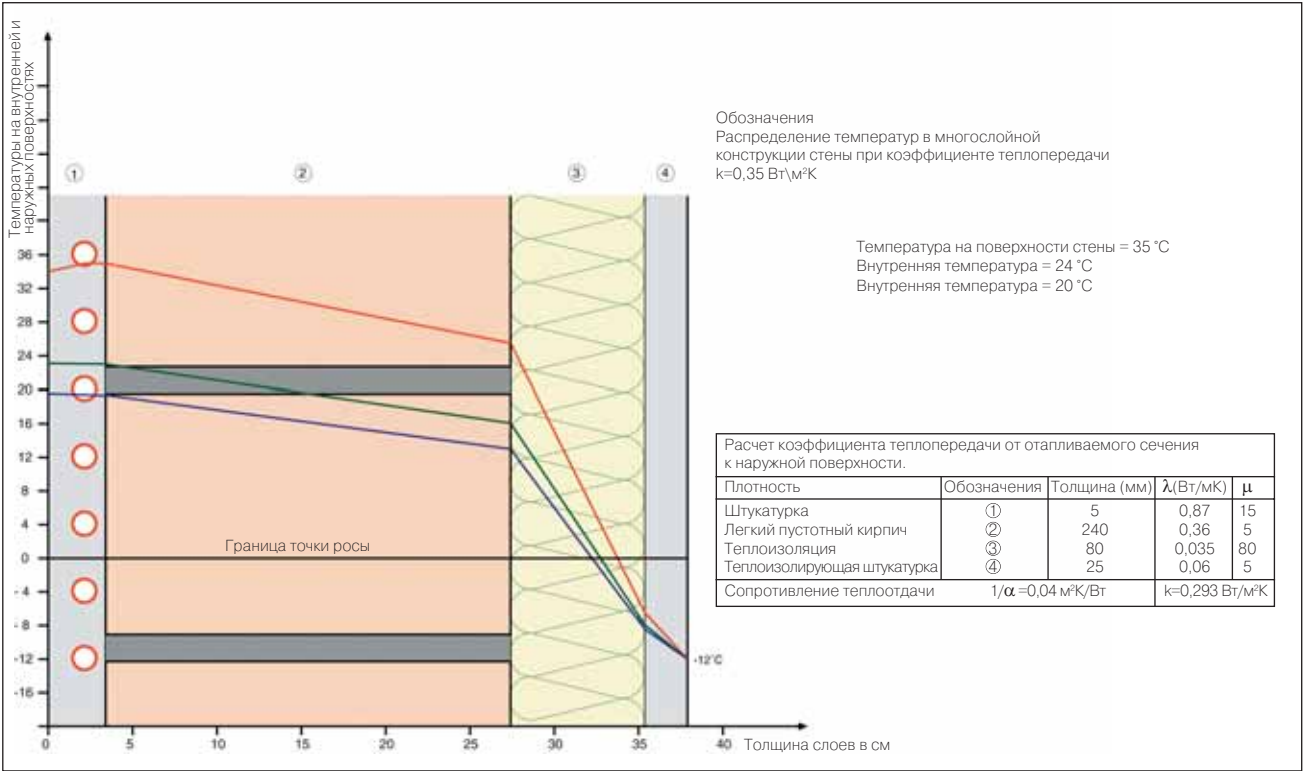 Температуры на внутренней и
наружных поверхностях
① ② ③ ④
36
32
28
24
20
16
12
8
4
0
- 4
- 8
-12
-16
Граница точки росы
-12°C
0 5 10 15 20 25 30 35 40
Толщина слоев в см
Обозначения
Распределение температур в многослойной
конструкции стены при коэффициенте теплопередачи
k=0,35 Вт\м²K
Температура на поверхности стены = 35 °C
Внутренняя температура = 24 °C
Внутренняя температура = 20 °C
Расчет коэффициента теплопередачи от отапливаемого сечения
к наружной поверхности.
Плотность Обозначения Толщина (мм) λ(Вт/мК) μ
Штукатурка ① 5 0,87 15
Легкий пустотный кирпич ② 240 0,36 5
Теплоизоляция ③ 80 0,035 80
Теплоизолирующая штукатурка ④ 25 0,06 5
Сопротивление теплоотдачи 1/α =0,04 м²К/Вт k=0,293 Вт/м²К